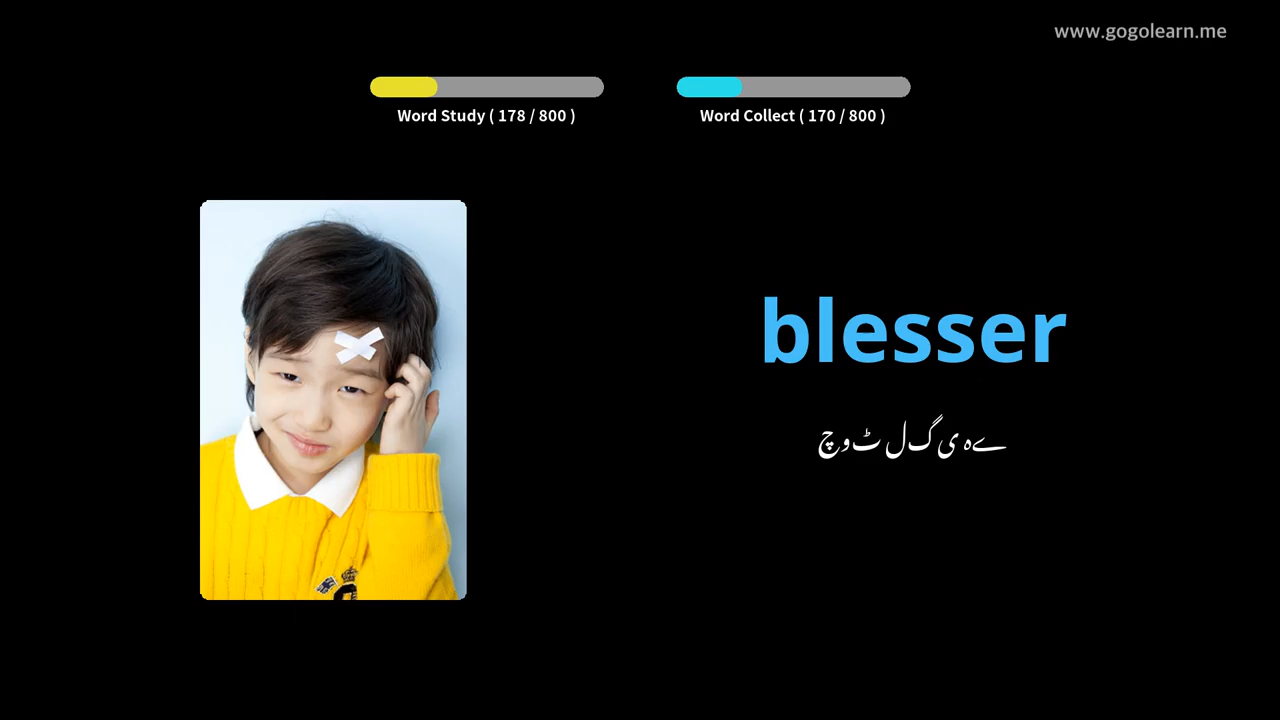 www.gogolearn.me
Word Study ( 178 / 800 )
Word Collect ( 170 / 800 )
blesser
چوٹ لگی ہے